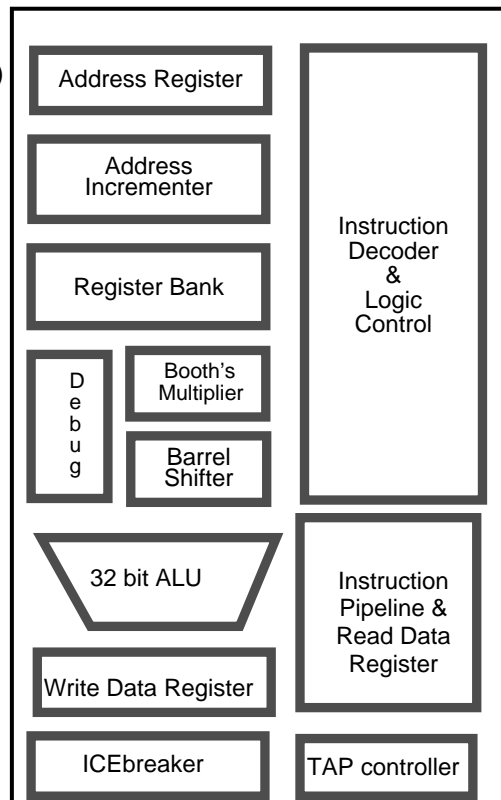 )
Address Register
Address
Incrementer
Register Bank
D
e
b
u
g
Booth's
Multiplier
Barrel
Shifter
32 bit ALU
Write Data Register
ICEbreaker
Instruction
Decoder
&
Logic
Control
Instruction
Pipeline &
Read Data
Register
TAP controller